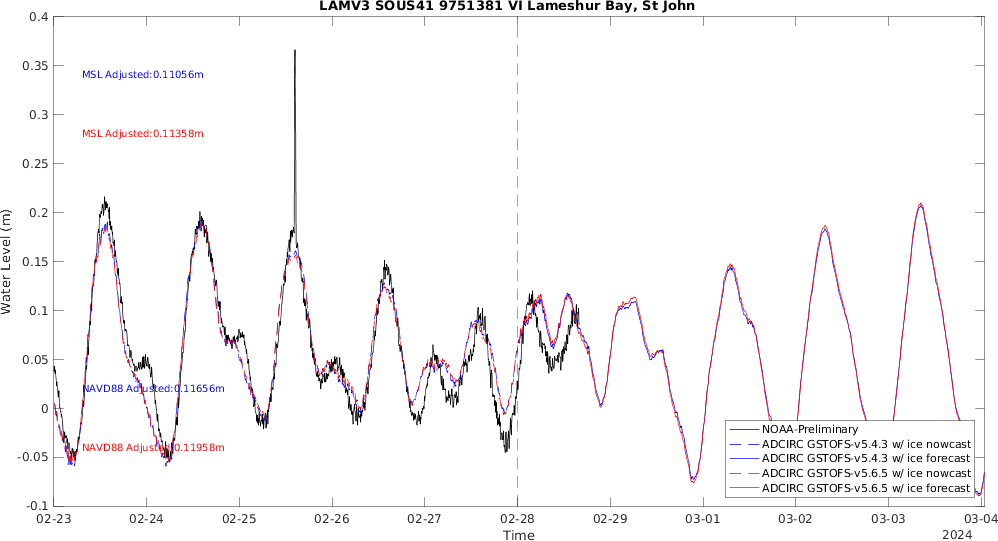 LAMV3 SOUS41 9751381 VI Lameshur Bay, St John
0.4
0.35
0.3
0.25
0.2
0.15
0.1
0.05
0
-0.05
-0.1
Water Level (m)
MSL Adjusted:0.11056m
MSL Adjusted:0.11358m
NAVD88 Adjusted:0.11656m
NAVD88 Adjusted:0.11958m
NOAA-Preliminary
ADCIRC GSTOFS-v5.4.3 w/ ice nowcast
ADCIRC GSTOFS-v5.4.3 w/ ice forecast
ADCIRC GSTOFS-v5.6.5 w/ ice nowcast
ADCIRC GSTOFS-v5.6.5 w/ ice forecast
02-23 02-24 02-25 02-26 02-27 02-28 02-29 03-01 03-02 03-03 03-04
Time
2024